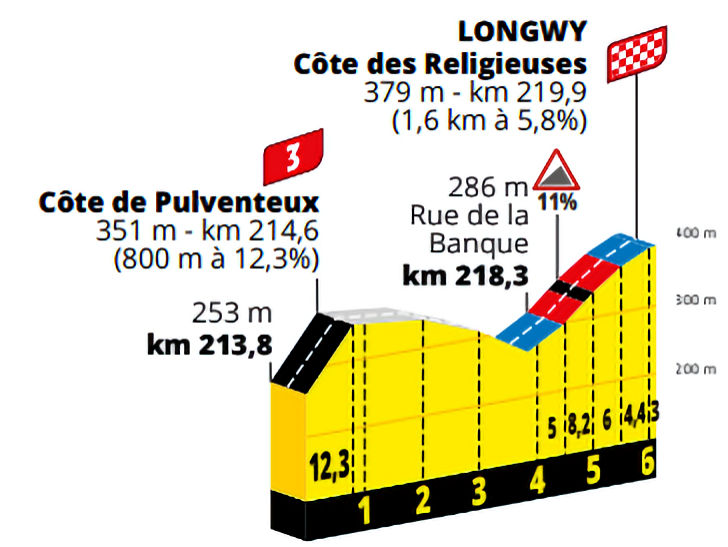 LONGWY
Côte des Religieuses
379 m - km 219,9
(1,6 km à 5,8%)
3
Côte de Pulventeux
351 m - km 214,6
(800 m à 12,3%)
253 m
km 213,8
286 m
Rue de la
Banque
km 218,3
11%
400 m
300 m
200 m
12,3 5 8,2 6 4,4 3
1 2 3 4 5 6